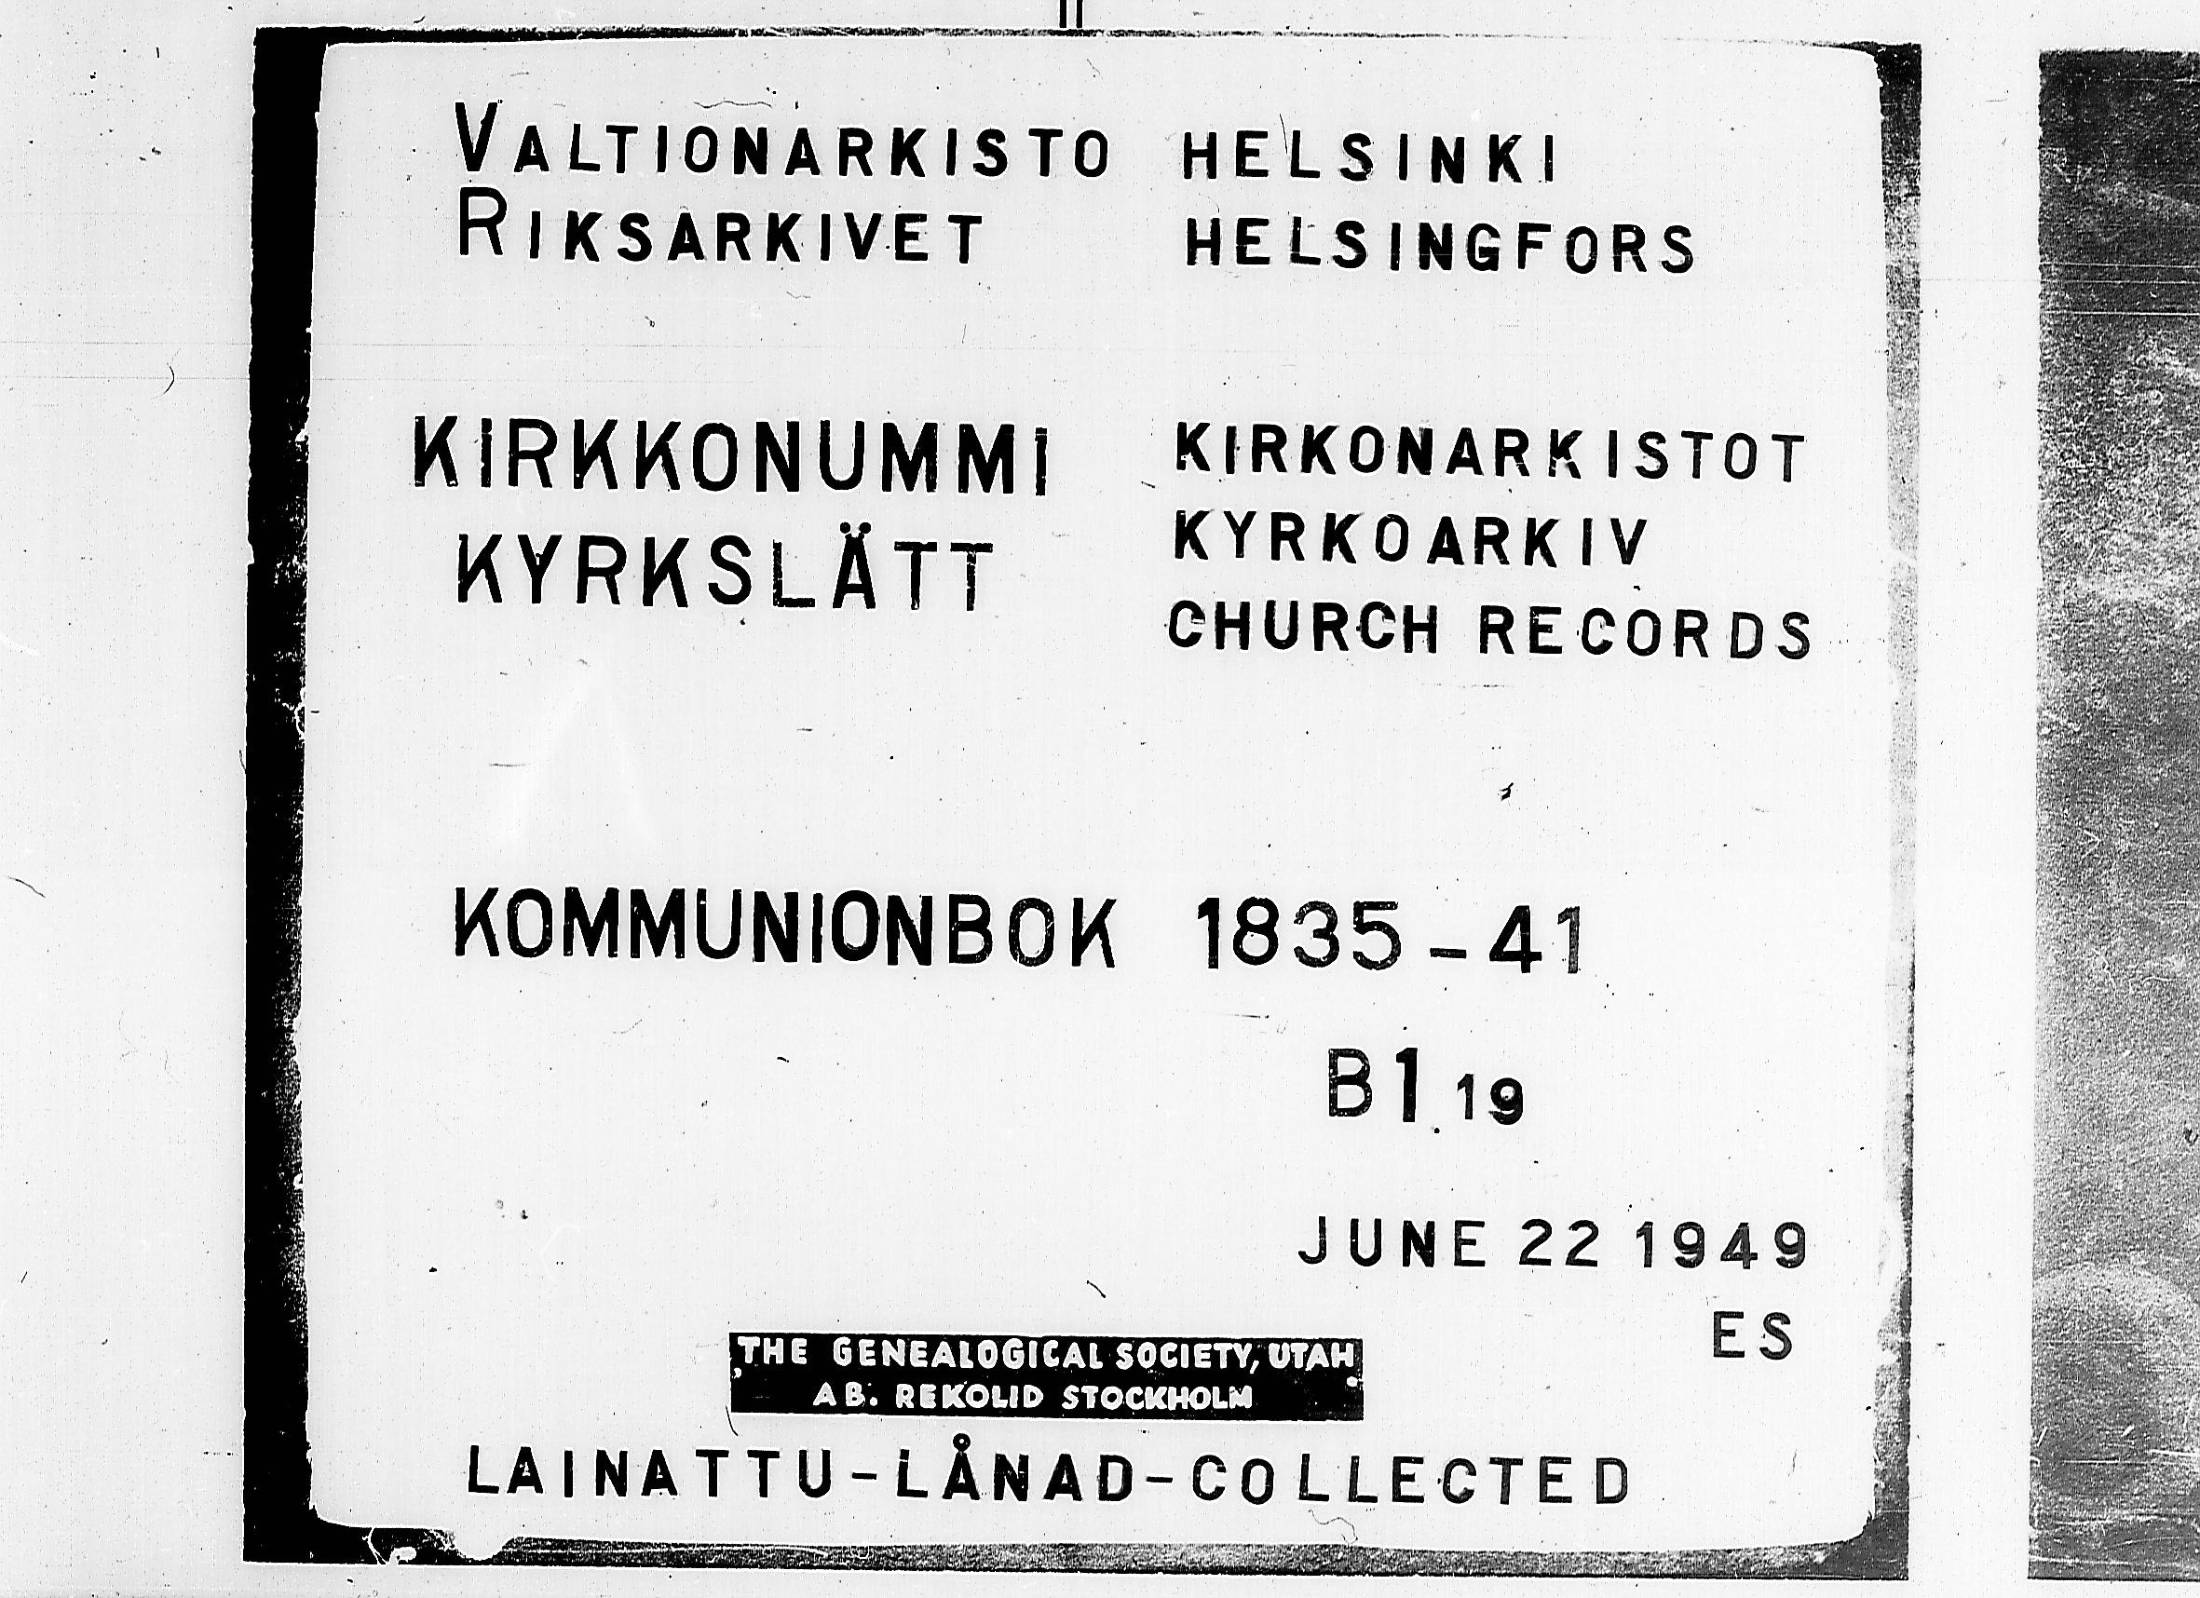 VALTIONARKISTO HELSINKI
RIKSARKIVET HELSINGFORS
KIRKKONUMMI KIRKONARKISTOT
KYRKSLÄTT KYRKOARKIV
CHURCH RECORDS
KOMMUNIONBOK 1835-41
B1 19
JUNE 22 1949
ES
THE GENEALOGICAL SOCIETY, UTAH
AB. REKOLID STOCKHOLM
LAINATTU-LÅNAD-COLLECTED